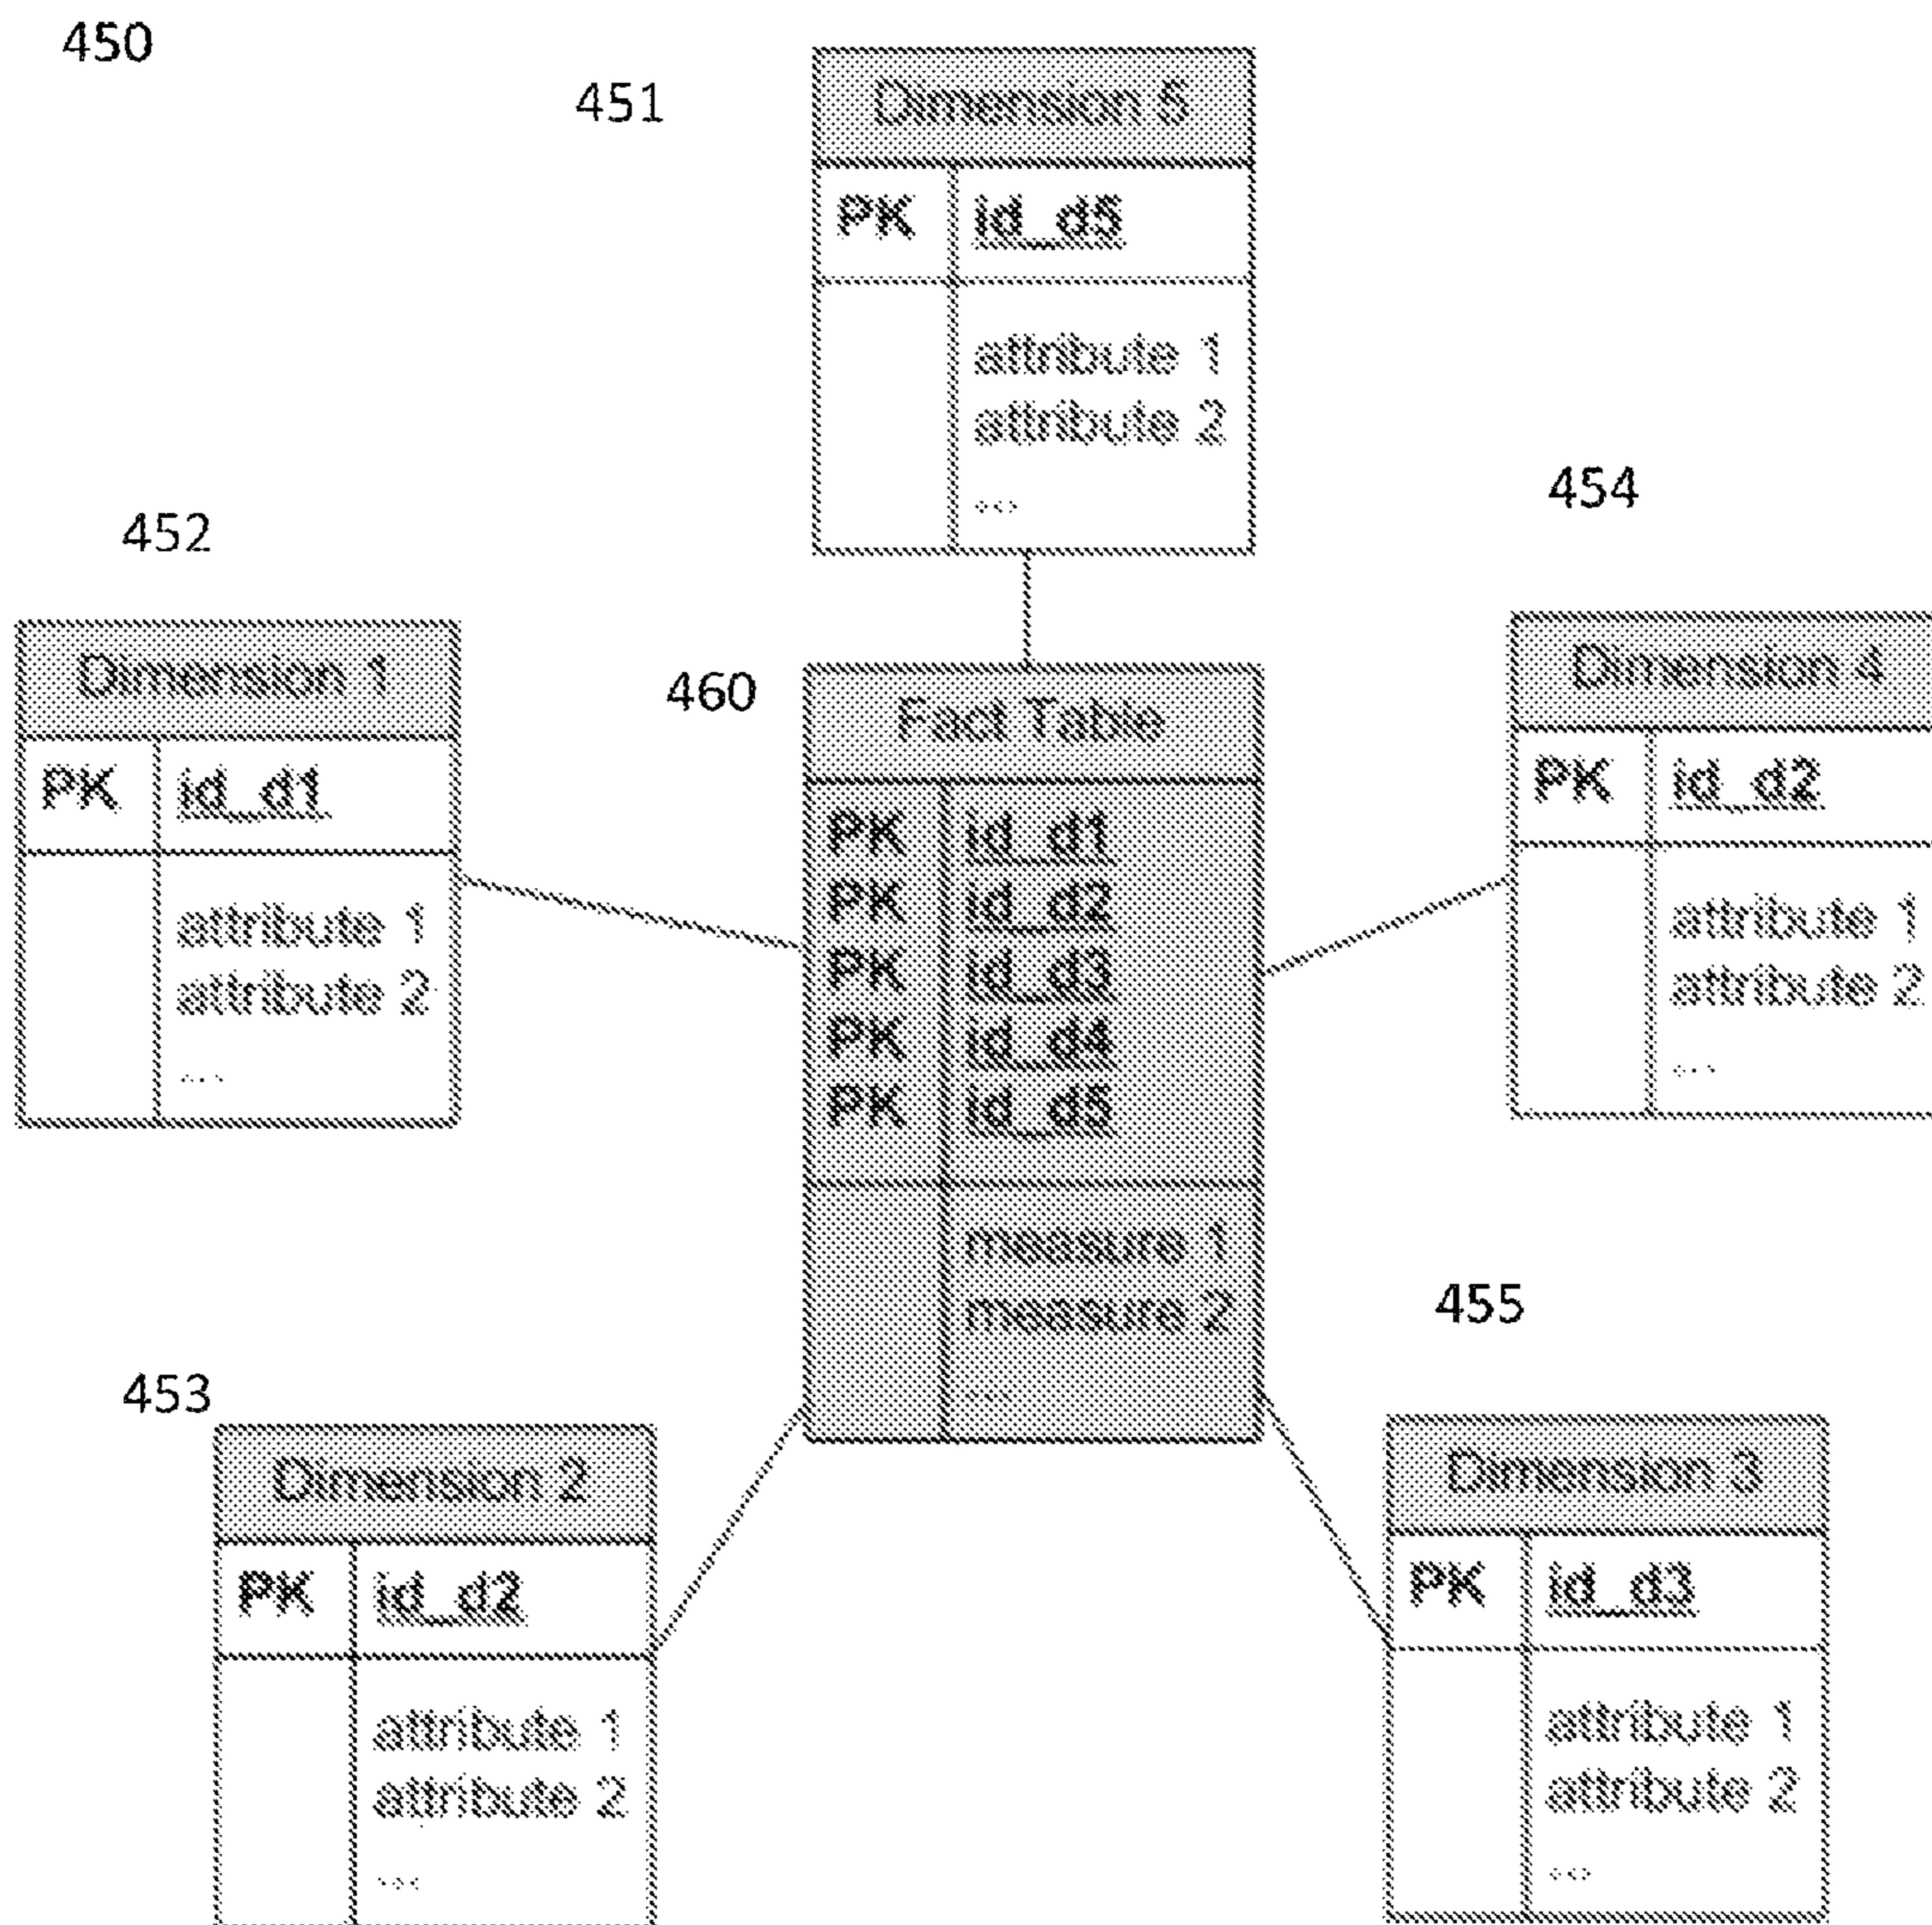 450
451
Dimension 5
PK id_d5
attribute 1
attribute 2
...
452
Dimension 1
PK id_d1
attribute 1
attribute 2
...
460
Fact Table
PK id_d1
PK id_d2
PK id_d3
PK id_d4
PK id_d5
measure 1
measure 2
...
454
Dimension 4
PK id_d2
attribute 1
attribute 2
...
453
Dimension 2
PK id_d2
attribute 1
attribute 2
...
455
Dimension 3
PK id_d3
attribute 1
attribute 2
...